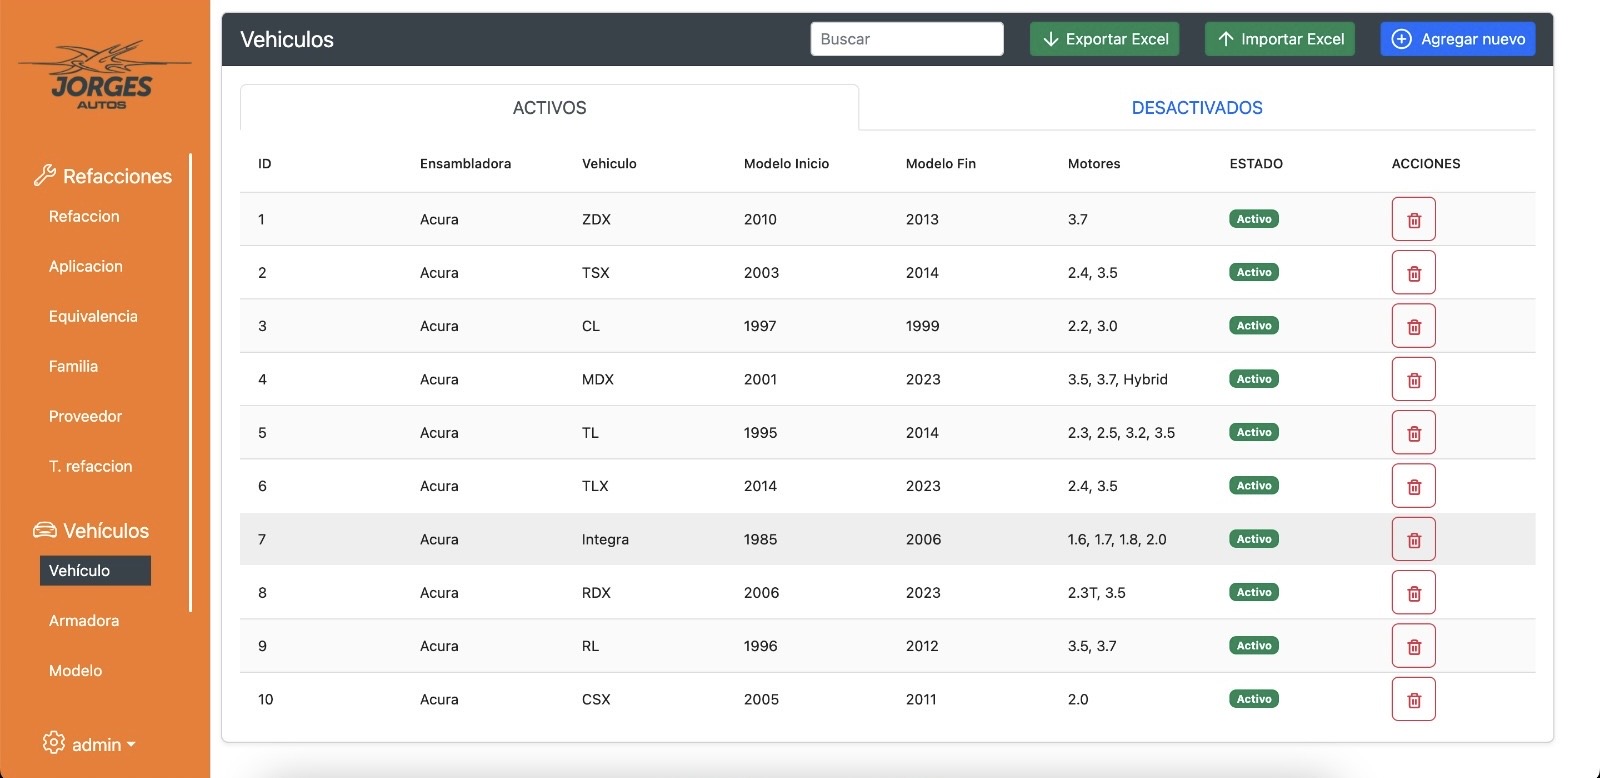 JORGES
AUTOS
Refacciones
Refaccion
Aplicacion
Equivalencia
Familia
Proveedor
T. refaccion
Vehículos
Vehículo
Armadora
Modelo
admin
Vehiculos
Buscar
Exportar Excel
Importar Excel
Agregar nuevo
ACTIVOS
DESACTIVADOS
ID Ensambladora Vehiculo Modelo Inicio Modelo Fin Motores ESTADO ACCIONES
1 Acura ZDX 2010 2013 3.7 Activo
2 Acura TSX 2003 2014 2.4, 3.5 Activo
3 Acura CL 1997 1999 2.2, 3.0 Activo
4 Acura MDX 2001 2023 3.5, 3.7, Hybrid Activo
5 Acura TL 1995 2014 2.3, 2.5, 3.2, 3.5 Activo
6 Acura TLX 2014 2023 2.4, 3.5 Activo
7 Acura Integra 1985 2006 1.6, 1.7, 1.8, 2.0 Activo
8 Acura RDX 2006 2023 2.3T, 3.5 Activo
9 Acura RL 1996 2012 3.5, 3.7 Activo
10 Acura CSX 2005 2011 2.0 Activo